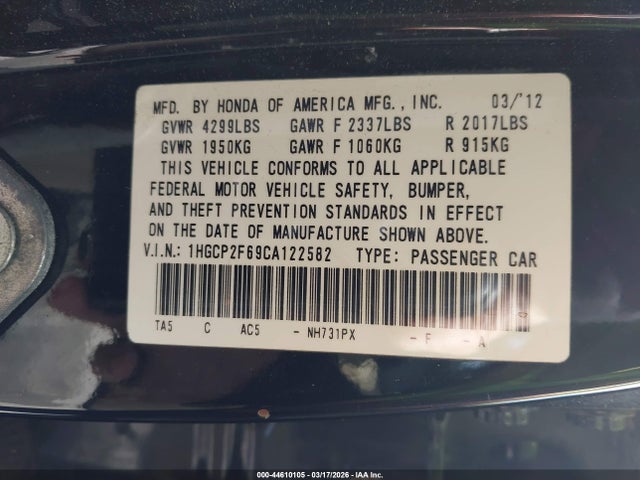 MFD. BY HONDA OF AMERICA MFG., INC. 03/'12
GVWR 4299LBS GAWR F 2337LBS R 2017LBS
GVWR 1950KG GAWR F 1060KG R 915KG
THIS VEHICLE CONFORMS TO ALL APPLICABLE
FEDERAL MOTOR VEHICLE SAFETY, BUMPER,
AND THEFT PREVENTION STANDARDS IN EFFECT
ON THE DATE OF MANUFACTURE SHOWN ABOVE.
V.I.N.: 1HGCP2F69CA122582 TYPE: PASSENGER CAR
TA5 C AC5 - NH731PX - F - A
000-44610105 - 03/17/2026 - IAA Inc.